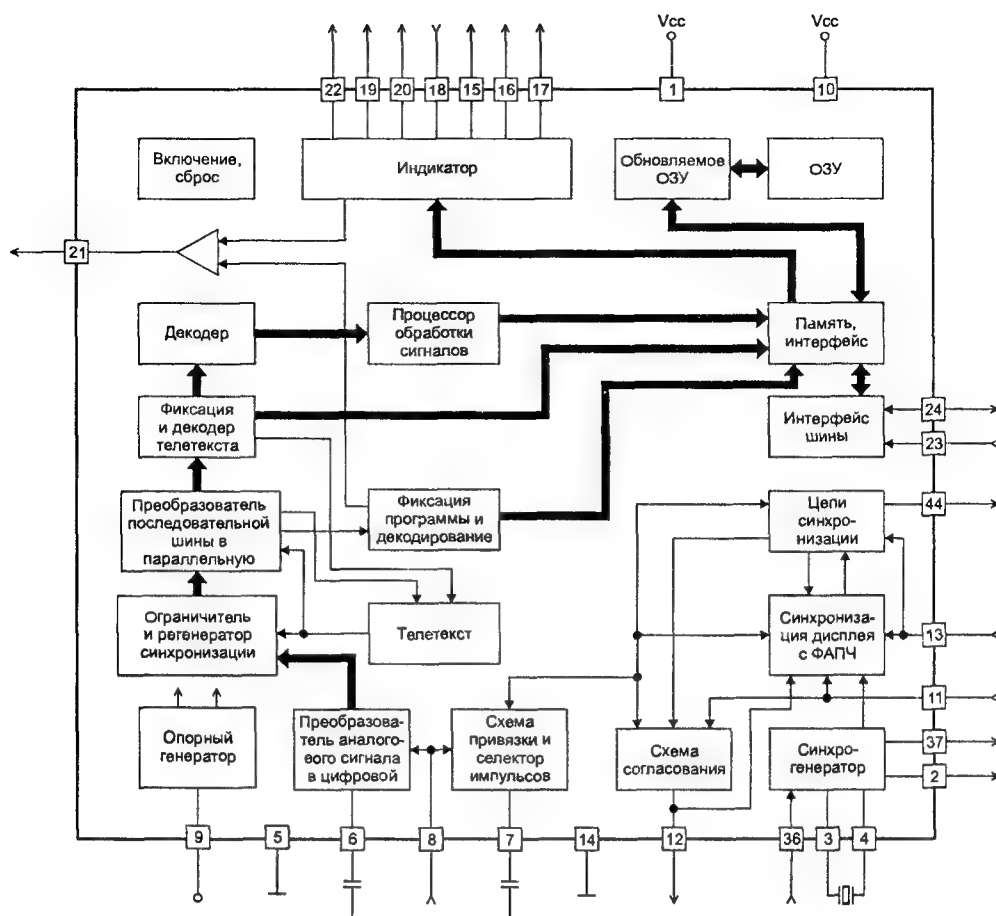 Vcc
Vcc
22
19
20
18
15
16
17
1
10
Включение,
сброс
Индикатор
Обновляемое
ОЗУ
ОЗУ
21
Декодер
Процессор
обработки
сигналов
Память,
интерфейс
Фиксация
и декодер
телетекста
Интерфейс
шины
24
23
Преобразователь
последовательной
шины в
параллельную
Фиксация
программы и
декодирование
Цепи
синхро-
низации
44
Ограничитель
и регенератор
синхронизации
Телетекст
Синхрониза-
ция дисплея
с ФАПЧ
13
11
Опорный
генератор
Преобразова-
тель аналого-
вого сигнала
в цифровой
Схема
привязки и
селектор
импульсов
Схема
согласования
Синхро-
генератор
37
2
9
5
6
8
7
14
12
36
3
4